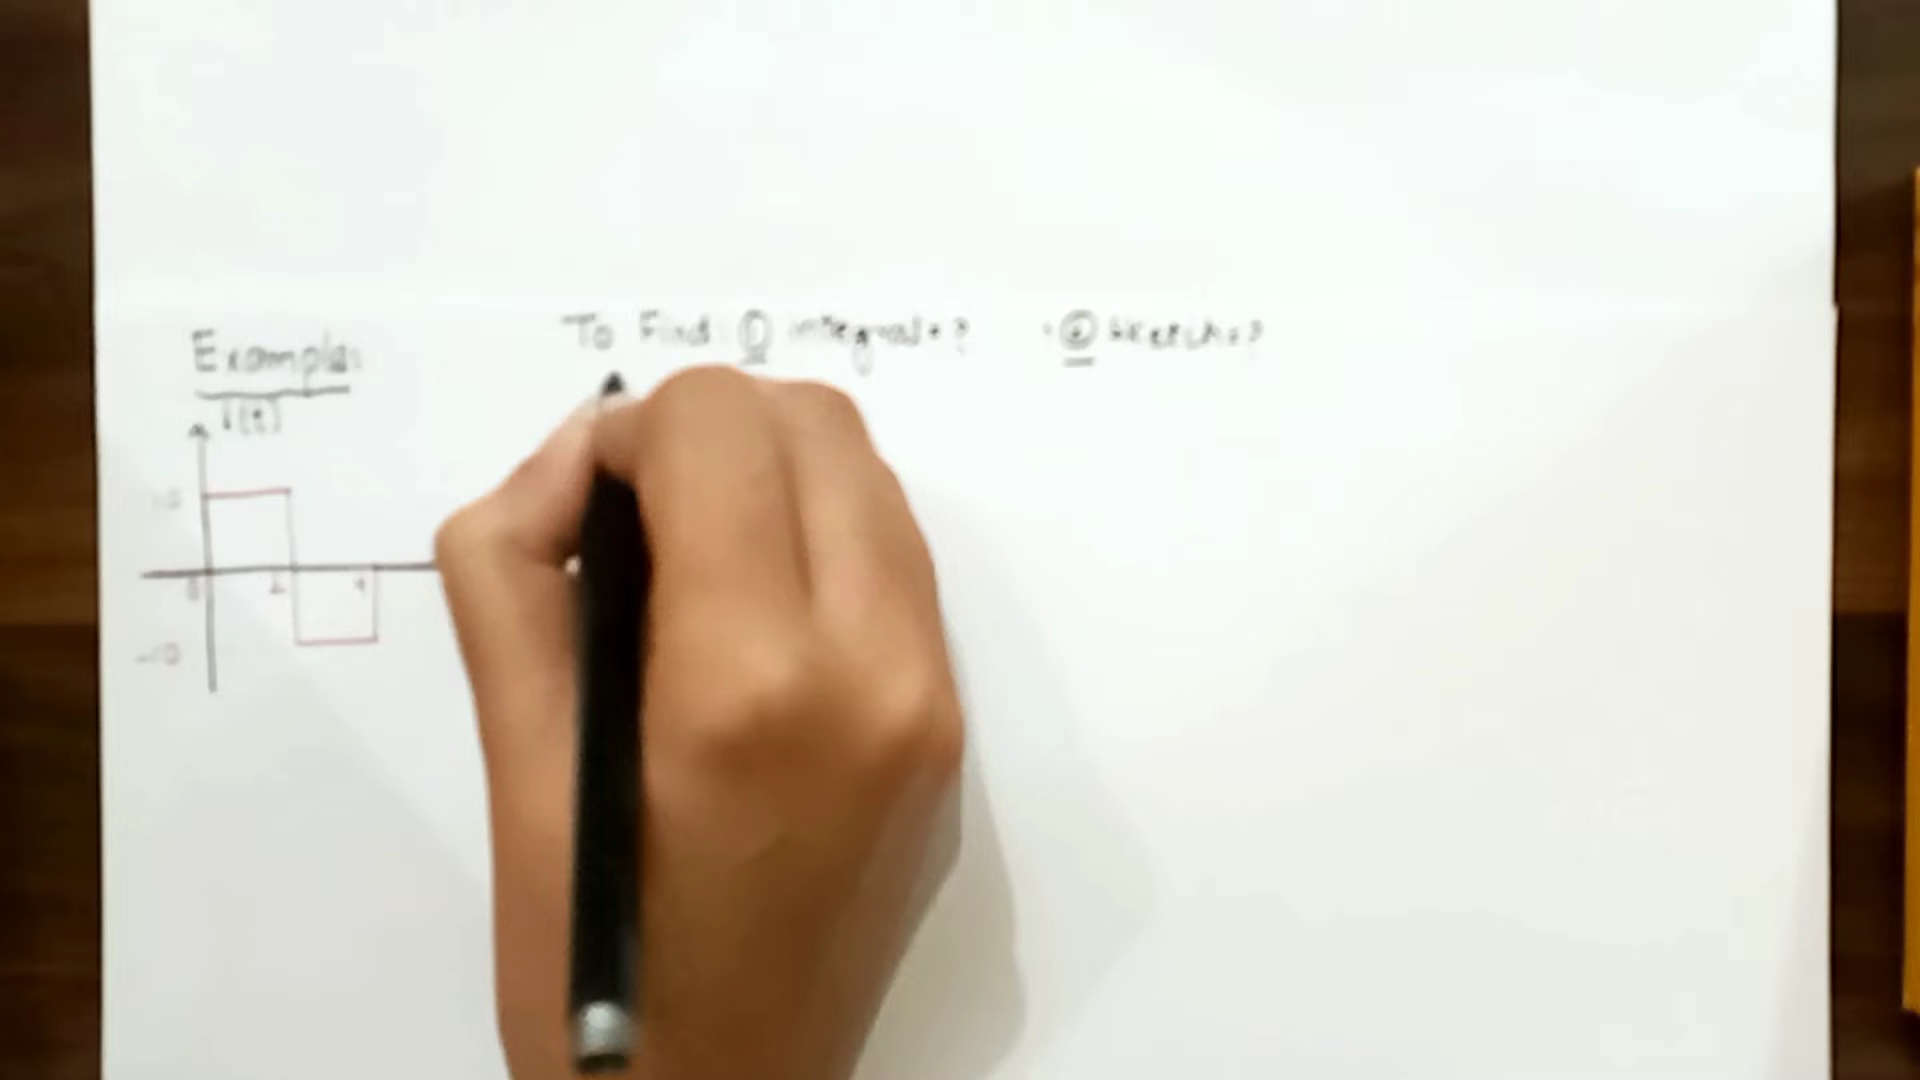 To Find ① integral = ? ② sketch = ?
Example:
i(t)
10
0 2 4
-10